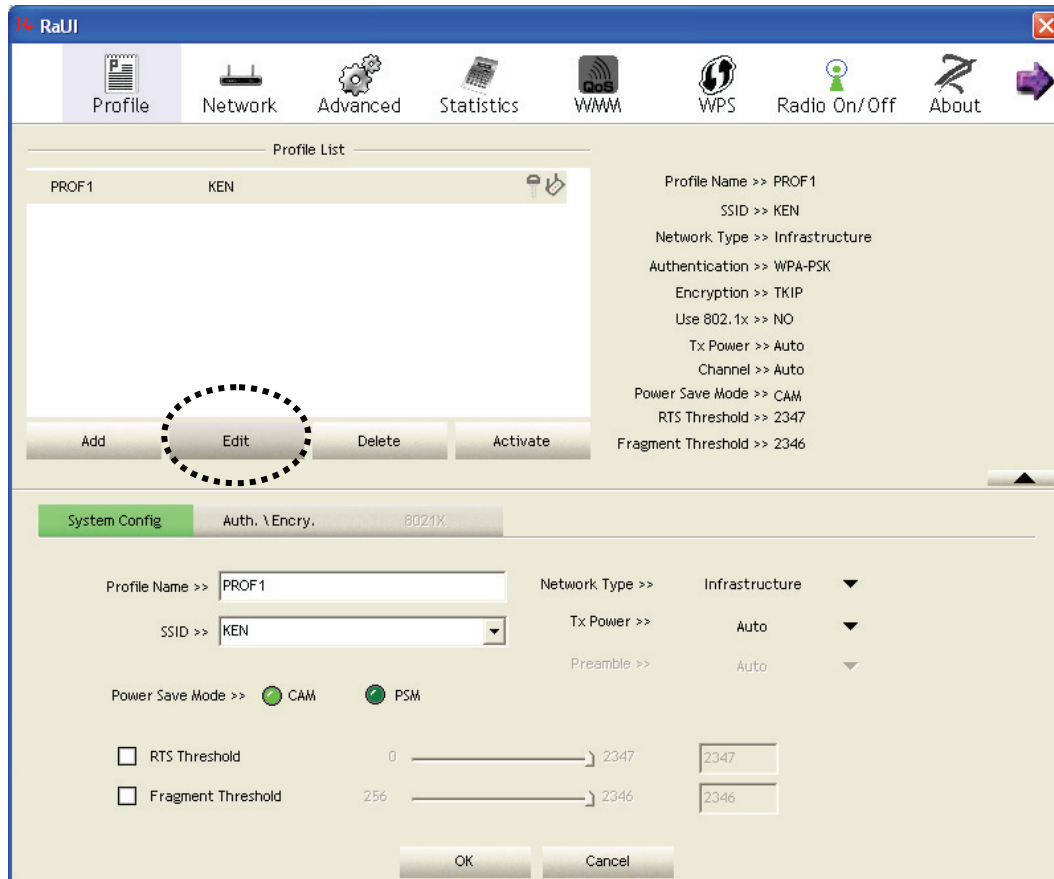 RaUI
Profile Network Advanced Statistics QoS WMM WPS Radio On/Off About
Profile List
PROF1 KEN
Add Edit Delete Activate
Profile Name >> PROF1
SSID >> KEN
Network Type >> Infrastructure
Authentication >> WPA-PSK
Encryption >> TKIP
Use 802.1x >> NO
Tx Power >> Auto
Channel >> Auto
Power Save Mode >> CAM
RTS Threshold >> 2347
Fragment Threshold >> 2346
System Config Auth. \ Encry. 8021X
Profile Name >> PROF1 Network Type >> Infrastructure
SSID >> KEN Tx Power >> Auto
Preamble >> Auto
Power Save Mode >> CAM PSM
RTS Threshold 0 2347 2347
Fragment Threshold 256 2346 2346
OK Cancel